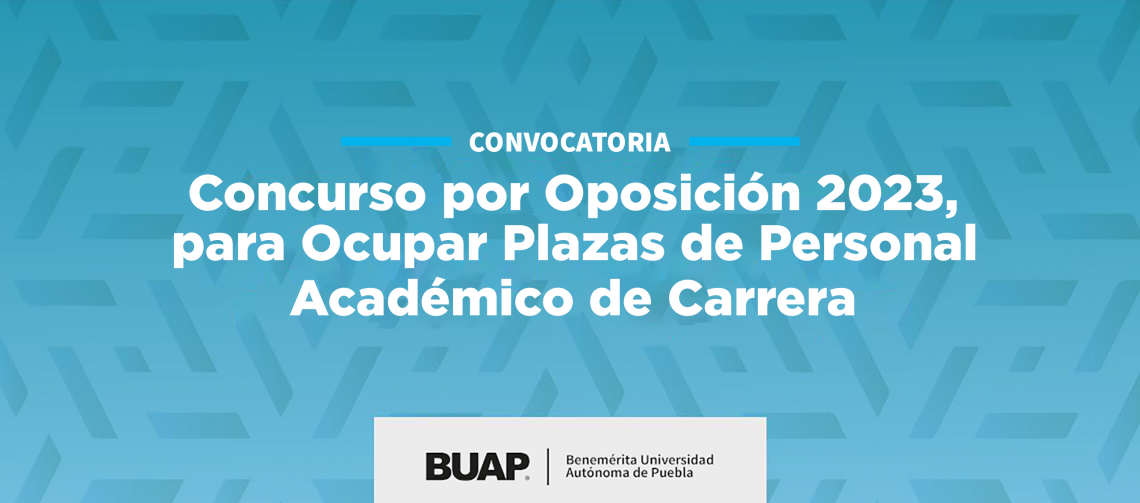 CONVOCATORIA
Concurso por Oposición 2023,
para Ocupar Plazas de Personal
Académico de Carrera
BUAP®
Benemérita Universidad
Autónoma de Puebla